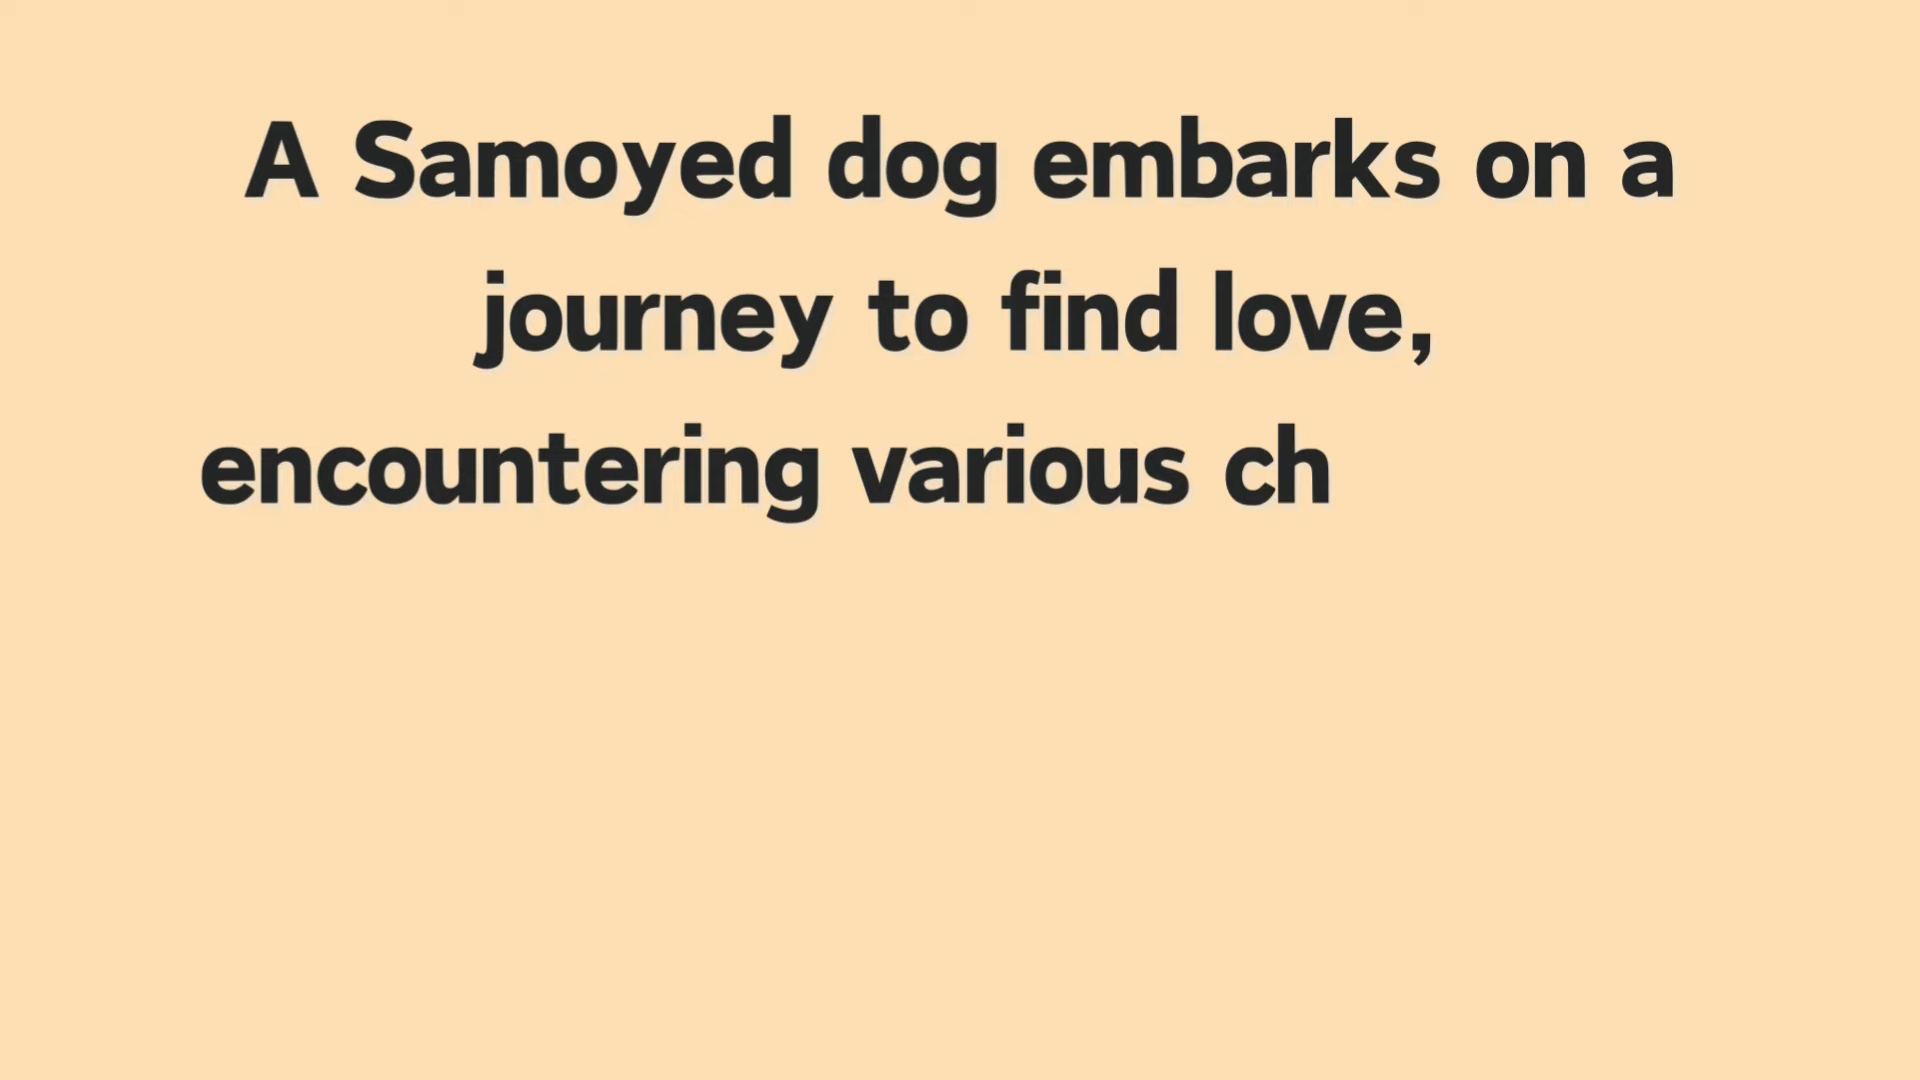 A Samoyed dog embarks on a
journey to find love,
encountering various ch